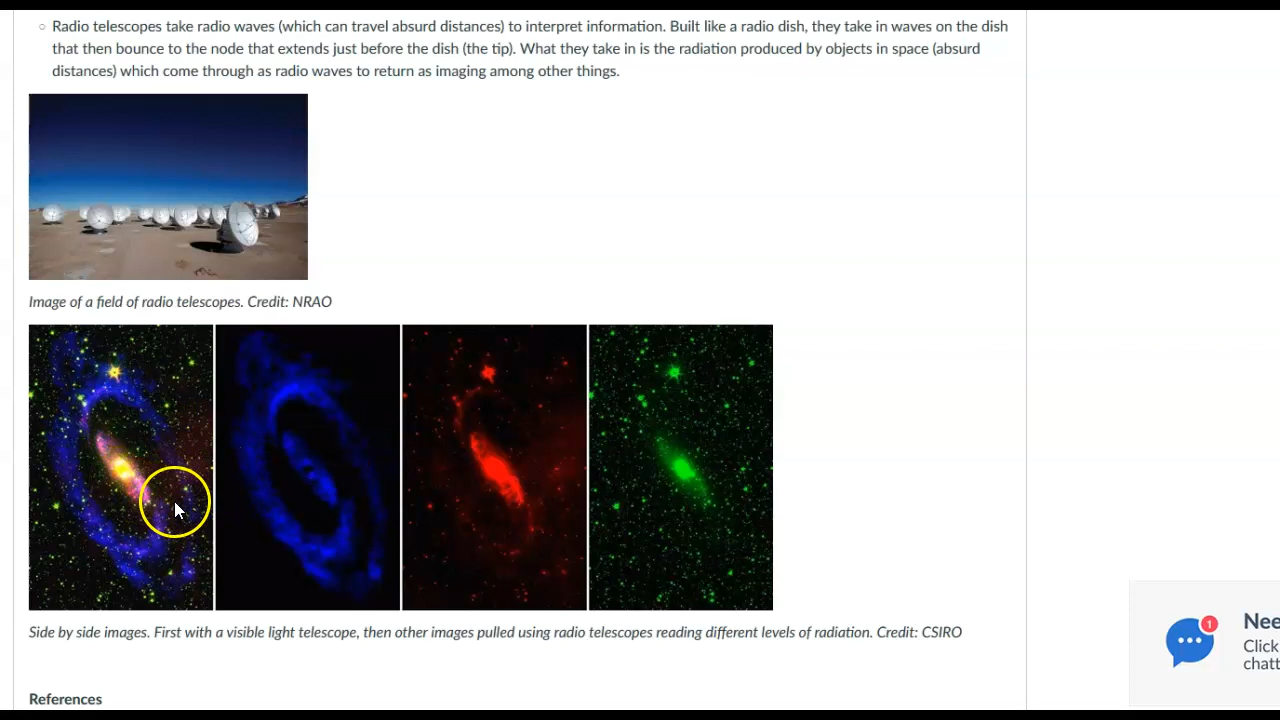 Radio telescopes take radio waves (which can travel absurd distances) to interpret information. Built like a radio dish, they take in waves on the dish
that then bounce to the node that extends just before the dish (the tip). What they take in is the radiation produced by objects in space (absurd
distances) which come through as radio waves to return as imaging among other things.
Image of a field of radio telescopes. Credit: NRAO
Side by side images. First with a visible light telescope, then other images pulled using radio telescopes reading different levels of radiation. Credit: CSIRO
1
Nee
Click
chatt
References